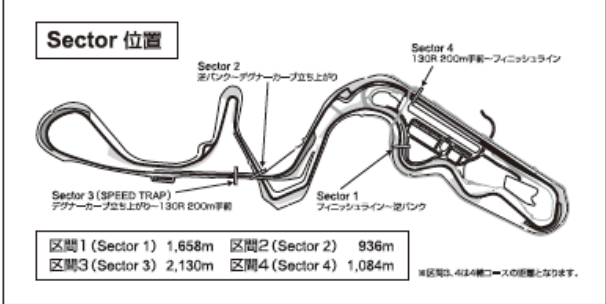 Sector 位置
Sector 2
逆バンク〜デグナーカーブ立ち上がり
Sector 4
130R 200m手前〜フィニッシュライン
Sector 3 (SPEED TRAP)
デグナーカーブ立ち上がり〜130R 200m手前
Sector 1
フィニッシュライン〜逆バンク
区間1 (Sector 1) 1,658m 区間2 (Sector 2) 936m
区間3 (Sector 3) 2,130m 区間4 (Sector 4) 1,084m
※区間3、4は4輪コースの距離となります。